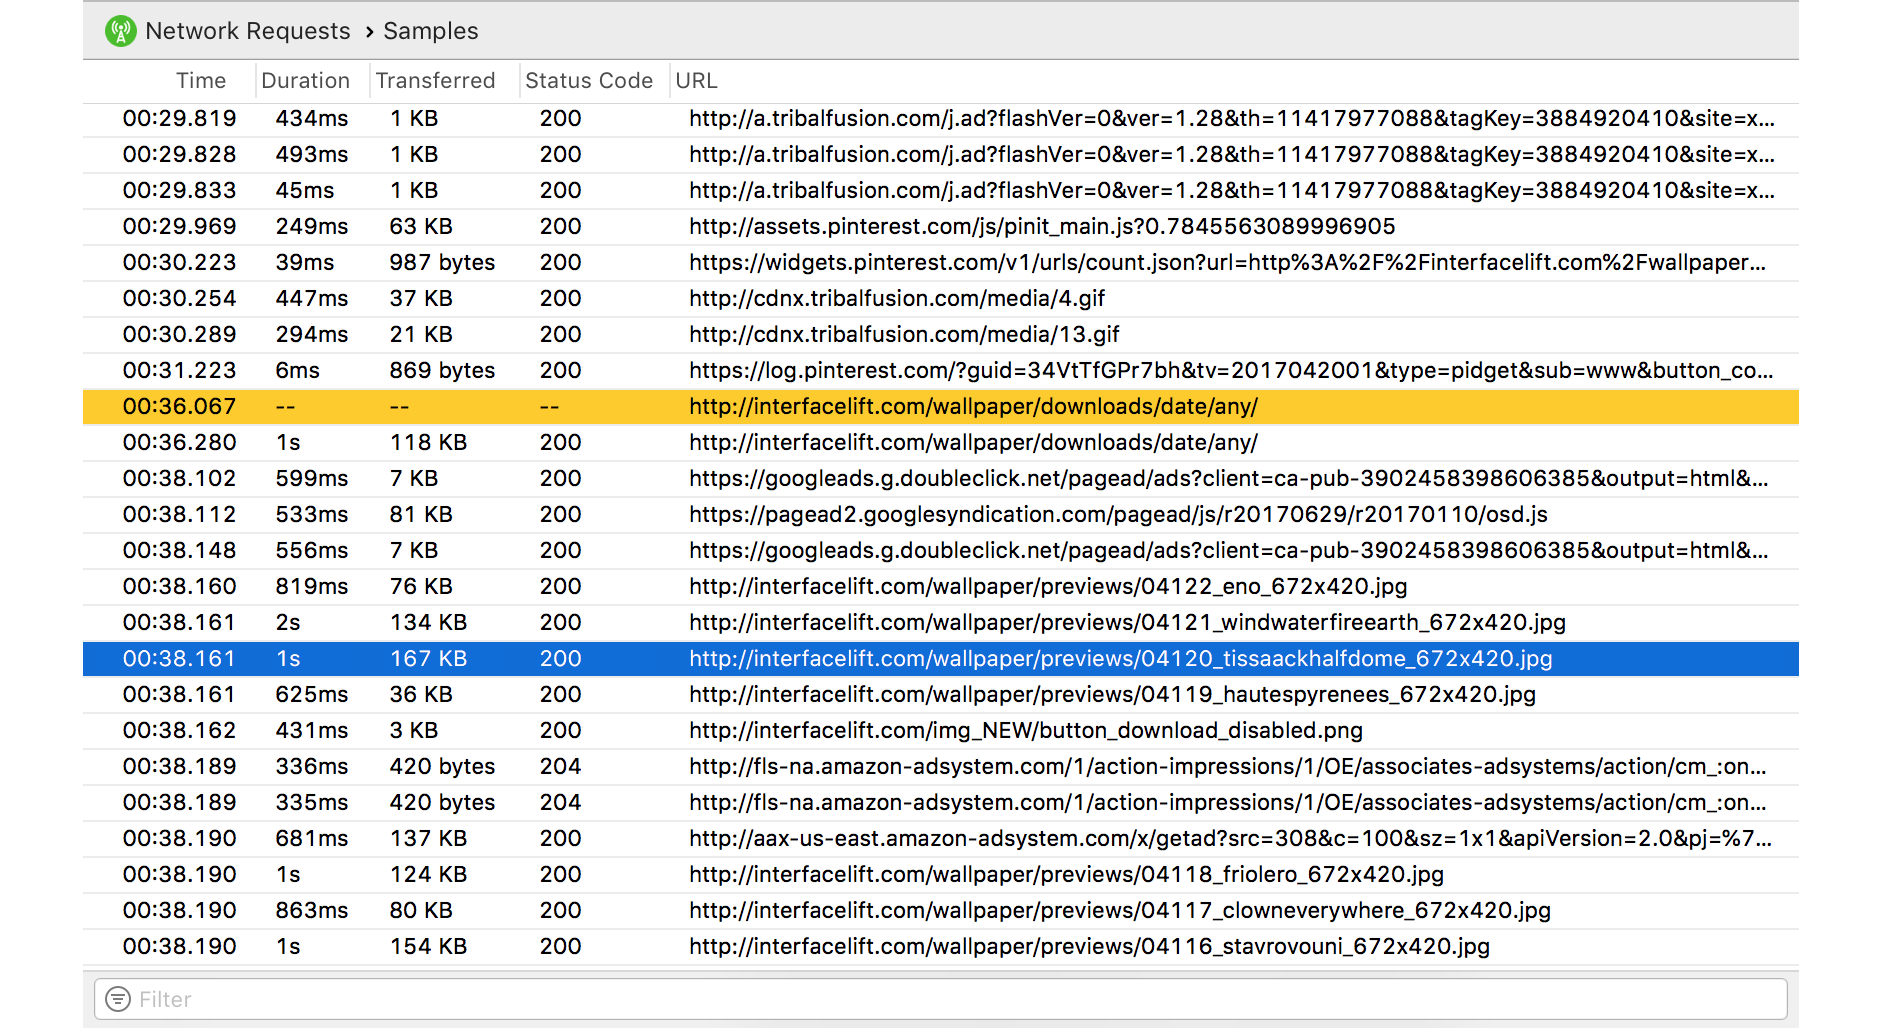 Network Requests › Samples
Time Duration Transferred Status Code URL
00:29.819 434ms 1 KB 200 http://a.tribalfusion.com/j.ad?flashVer=0&ver=1.28&th=11417977088&tagKey=3884920410&site=x...
00:29.828 493ms 1 KB 200 http://a.tribalfusion.com/j.ad?flashVer=0&ver=1.28&th=11417977088&tagKey=3884920410&site=x...
00:29.833 45ms 1 KB 200 http://a.tribalfusion.com/j.ad?flashVer=0&ver=1.28&th=11417977088&tagKey=3884920410&site=x...
00:29.969 249ms 63 KB 200 http://assets.pinterest.com/js/pinit_main.js?0.7845563089996905
00:30.223 39ms 987 bytes 200 https://widgets.pinterest.com/v1/urls/count.json?url=http%3A%2F%2Finterfacelift.com%2Fwallpaper...
00:30.254 447ms 37 KB 200 http://cdnx.tribalfusion.com/media/4.gif
00:30.289 294ms 21 KB 200 http://cdnx.tribalfusion.com/media/13.gif
00:31.223 6ms 869 bytes 200 https://log.pinterest.com/?guid=34VtTfGPr7bh&tv=2017042001&type=pidget&sub=www&button_co...
00:36.067 -- -- -- http://interfacelift.com/wallpaper/downloads/date/any/
00:36.280 1s 118 KB 200 http://interfacelift.com/wallpaper/downloads/date/any/
00:38.102 599ms 7 KB 200 https://googleads.g.doubleclick.net/pagead/ads?client=ca-pub-3902458398606385&output=html&...
00:38.112 533ms 81 KB 200 https://pagead2.googlesyndication.com/pagead/js/r20170629/r20170110/osd.js
00:38.148 556ms 7 KB 200 https://googleads.g.doubleclick.net/pagead/ads?client=ca-pub-3902458398606385&output=html&...
00:38.160 819ms 76 KB 200 http://interfacelift.com/wallpaper/previews/04122_eno_672x420.jpg
00:38.161 2s 134 KB 200 http://interfacelift.com/wallpaper/previews/04121_windwaterfireearth_672x420.jpg
00:38.161 1s 167 KB 200 http://interfacelift.com/wallpaper/previews/04120_tissaackhalfdome_672x420.jpg
00:38.161 625ms 36 KB 200 http://interfacelift.com/wallpaper/previews/04119_hautespyrenees_672x420.jpg
00:38.162 431ms 3 KB 200 http://interfacelift.com/img_NEW/button_download_disabled.png
00:38.189 336ms 420 bytes 204 http://fls-na.amazon-adsystem.com/1/action-impressions/1/OE/associates-adsystems/action/cm_:on...
00:38.189 335ms 420 bytes 204 http://fls-na.amazon-adsystem.com/1/action-impressions/1/OE/associates-adsystems/action/cm_:on...
00:38.190 681ms 137 KB 200 http://aax-us-east.amazon-adsystem.com/x/getad?src=308&c=100&sz=1x1&apiVersion=2.0&pj=%7...
00:38.190 1s 124 KB 200 http://interfacelift.com/wallpaper/previews/04118_friolero_672x420.jpg
00:38.190 863ms 80 KB 200 http://interfacelift.com/wallpaper/previews/04117_clowneverywhere_672x420.jpg
00:38.190 1s 154 KB 200 http://interfacelift.com/wallpaper/previews/04116_stavrovouni_672x420.jpg
Filter